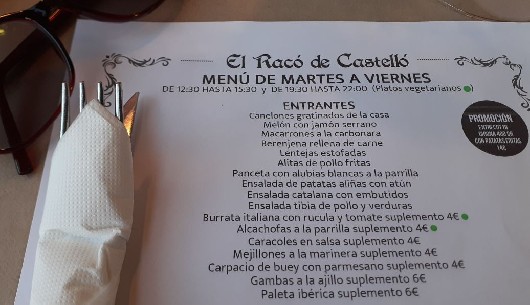 El Racó de Castelló
MENÚ DE MARTES A VIERNES
DE 12:30 HASTA 15:30 y DE 19:30 HASTA 22:00 (Platos vegetarianos)
ENTRANTES
Canelones gratinados de la casa
Melón con jamón serrano
Macarrones a la carbonara
Berenjena rellena de carne
Lentejas estofadas
Alitas de pollo fritas
Panceta con alubias blancas a la parrilla
Ensalada de patatas aliñas con atún
Ensalada catalana con embutidos
Ensalada tibia de pollo y verduras
Burrata italiana con rucula y tomate suplemento 4€
Alcachofas a la parrilla suplemento 4€
Caracoles en salsa suplemento 4€
Mejillones a la marinera suplemento 4€
Carpacio de buey con parmesano suplemento 4€
Gambas a la ajillo suplemento 6€
Paleta ibérica suplemento 6€
PROMOCIÓN
CON PATATAS FRITAS
14€